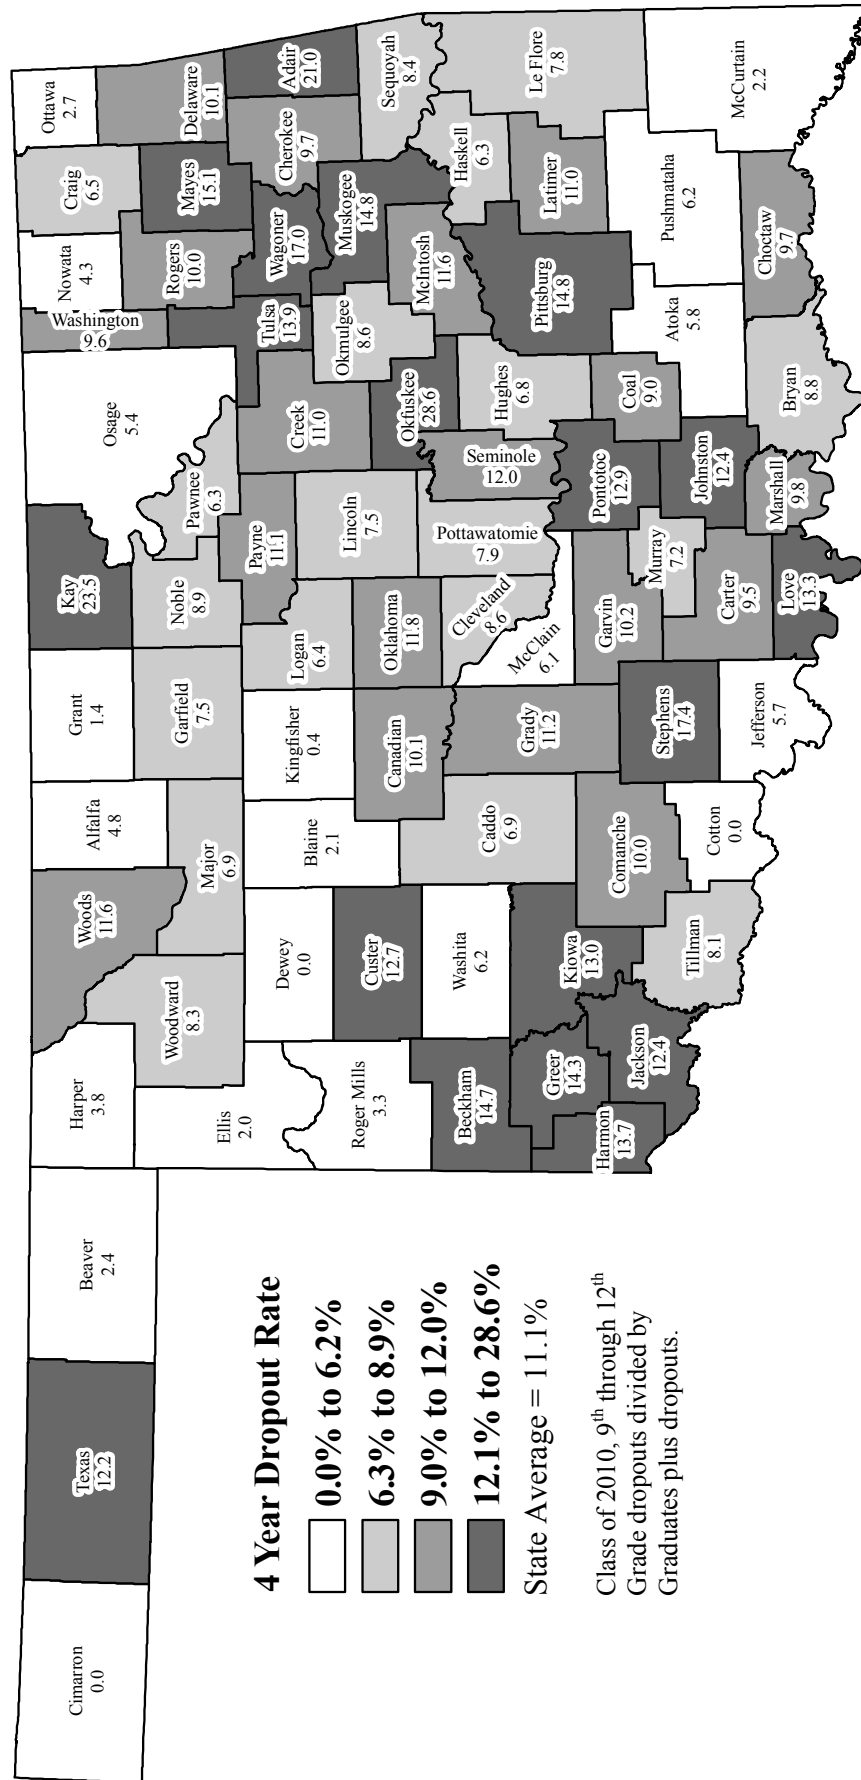 Cimarron
0.0
Texas
12.2
Beaver
2.4
Harper
3.8
Woods
11.6
Alfalfa
4.8
Grant
1.4
Kay
23.5
Osage
5.4
Washington
9.6
Nowata
4.3
Craig
6.5
Ottawa
2.7
Ellis
2.0
Woodward
8.3
Major
6.9
Garfield
7.5
Noble
8.9
Pawnee
6.3
Rogers
10.0
Mayes
15.1
Delaware
10.1
Roger Mills
3.3
Dewey
0.0
Blaine
2.1
Kingfisher
0.4
Logan
6.4
Payne
11.1
Creek
11.0
Tulsa
13.9
Wagoner
17.0
Cherokee
9.7
Adair
21.0
Custer
12.7
Canadian
10.1
Oklahoma
11.8
Lincoln
7.5
Okfuskee
28.6
Okmulgee
8.6
Muskogee
14.8
Sequoyah
8.4
Beckham
14.7
Washita
6.2
Caddo
6.9
Grady
11.2
McClain
6.1
Cleveland
8.6
Pottawatomie
7.9
Seminole
12.0
Hughes
6.8
McIntosh
11.6
Haskell
6.3
Le Flore
7.8
Harmon
13.7
Greer
14.3
Kiowa
13.0
Comanche
10.0
Stephens
17.4
Garvin
10.2
Murray
7.2
Pontotoc
12.9
Coal
9.0
Pittsburg
14.8
Latimer
11.0
Jackson
12.4
Tillman
8.1
Cotton
0.0
Jefferson
5.7
Carter
9.5
Johnston
12.4
Atoka
5.8
Pushmataha
6.2
McCurtain
2.2
Love
13.3
Marshall
9.8
Bryan
8.8
Choctaw
9.7
4 Year Dropout Rate
0.0% to 6.2%
6.3% to 8.9%
9.0% to 12.0%
12.1% to 28.6%
State Average = 11.1%
Class of 2010, 9th through 12th
Grade dropouts divided by
Graduates plus dropouts.